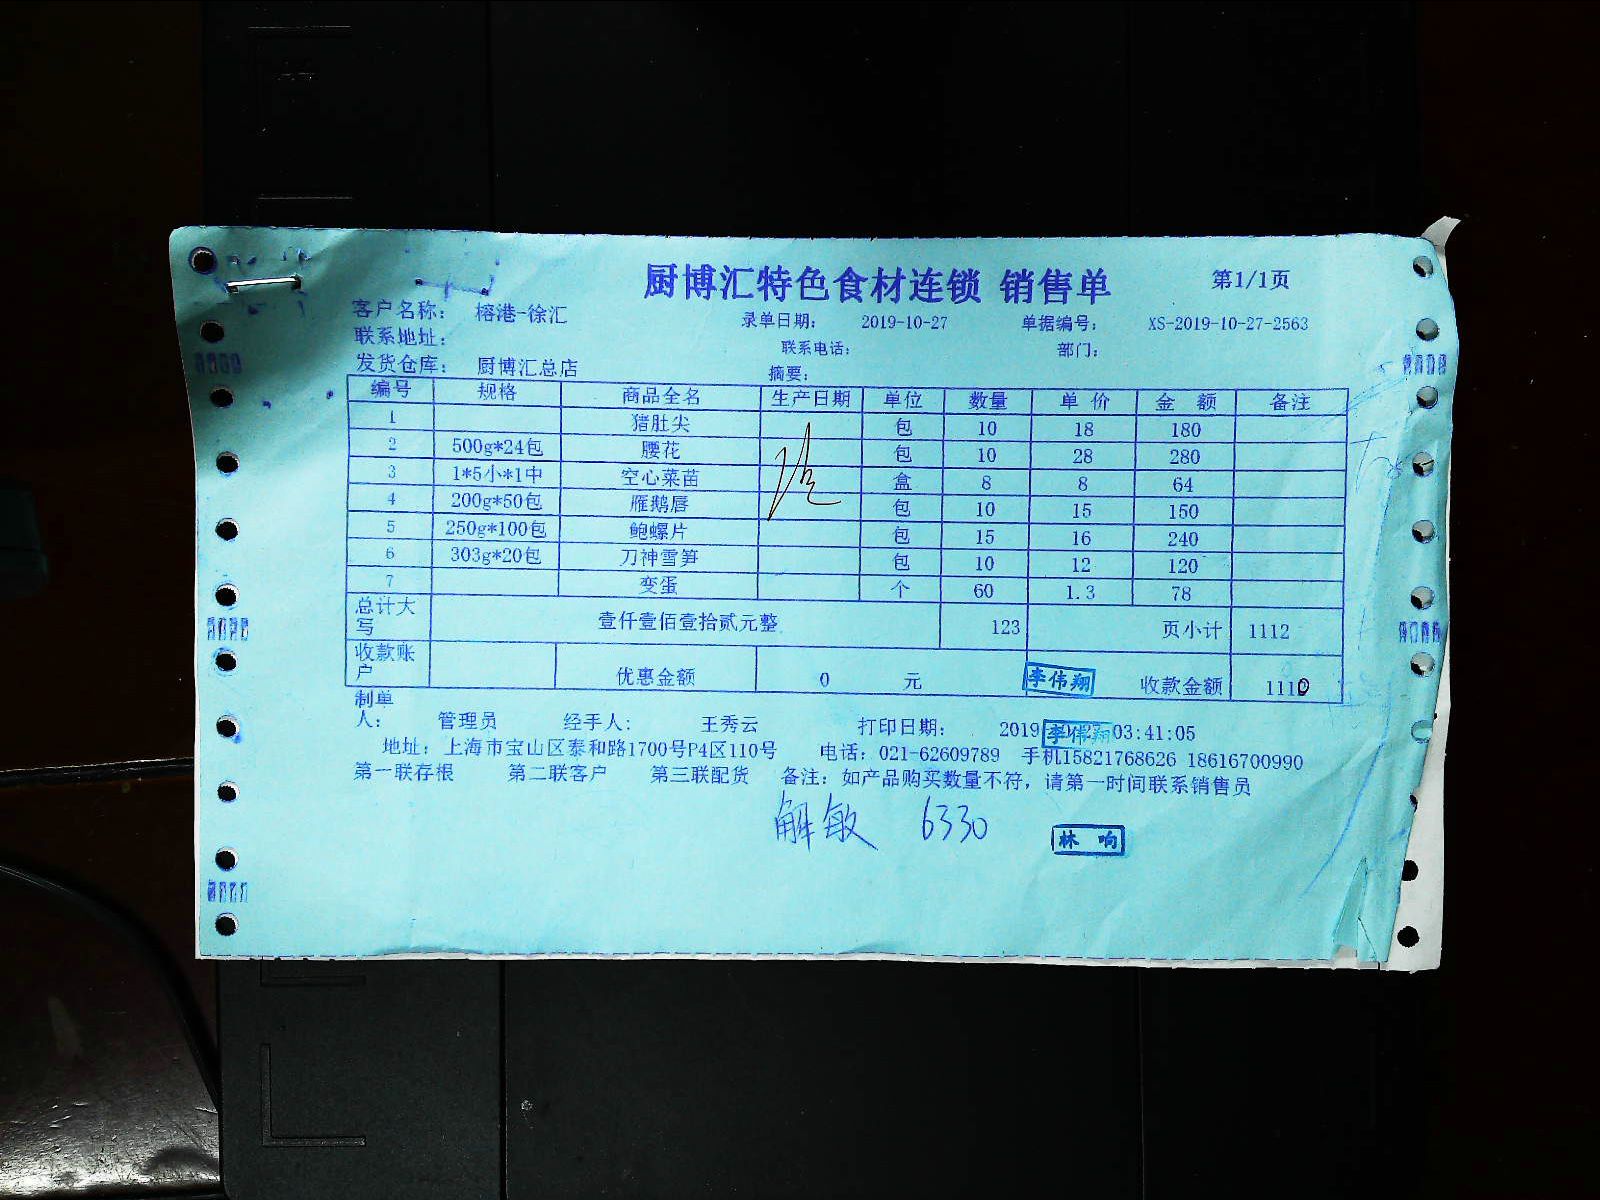 厨博汇特色食材连锁 销售单 第1/1页
客户名称： 榕港-徐汇 录单日期： 2019-10-27 单据编号： XS-2019-10-27-2563
联系地址： 联系电话： 部门：
发货仓库： 厨博汇总店 摘要：
编号 规格 商品全名 生产日期 单位 数量 单价 金额 备注
1 猪肚尖 包 10 18 180
2 500g*24包 腰花 包 10 28 280
3 1*5小*1中 空心菜苗 盒 8 8 64
4 200g*50包 雁鹅唇 包 10 15 150
5 250g*100包 鲍螺片 包 15 16 240
6 303g*20包 刀神雪笋 包 10 12 120
7 变蛋 个 60 1.3 78
总计大写 壹仟壹佰壹拾贰元整 123 页小计 1112
收款账户 优惠金额 0 元 李伟翔 收款金额 1110
制单人： 管理员 经手人： 王秀云 打印日期： 2019 李伟翔 03:41:05
地址：上海市宝山区泰和路1700号P4区110号 电话：021-62609789 手机15821768626 18616700990
第一联存根 第二联客户 第三联配货 备注：如产品购买数量不符，请第一时间联系销售员
解敏 6330 林响